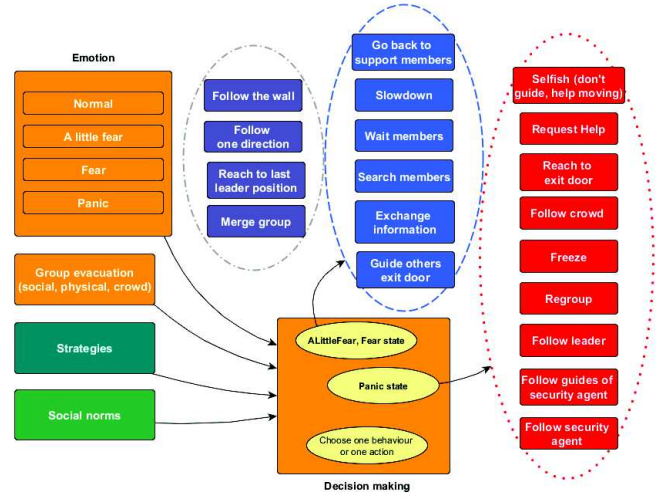 Emotion
Normal
A little fear
Fear
Panic
Group evacuation
(social, physical, crowd)
Strategies
Social norms
Follow the wall
Follow
one direction
Reach to last
leader position
Merge group
Go back to
support members
Slowdown
Wait members
Search members
Exchange
information
Guide others
exit door
ALittleFear, Fear state
Panic state
Choose one behaviour
or one action
Decision making
Selfish (don't
guide, help moving)
Request Help
Reach to
exit door
Follow crowd
Freeze
Regroup
Follow leader
Follow guides of
security agent
Follow security
agent